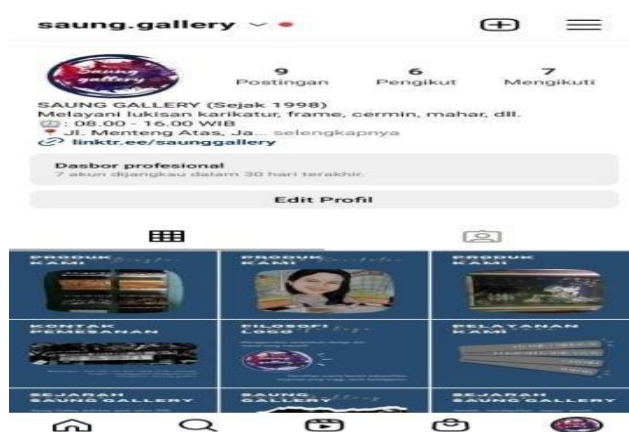 saung.gallery
Saung
gallery
9
Postingan
6
Pengikut
7
Mengikuti
SAUNG GALLERY (Sejak 1998)
Melayani lukisan karikatur, frame, cermin, mahar, dll.
: 08.00 - 16.00 WIB
Jl. Menteng Atas, Ja... selengkapnya
linktr.ee/saunggallery
Dasbor profesional
7 akun dijangkau dalam 30 hari terakhir.
Edit Profil
PRODUK
KAMI
PRODUK
KAMI
PRODUK
KAMI
KONTAK
PEMESANAN
FILOSOFI
LOGO
PELAYANAN
KAMI
SEJARAH
SAUNG GALLERY
SAUNG
GALLERY
SEJARAH
SAUNG GALLERY